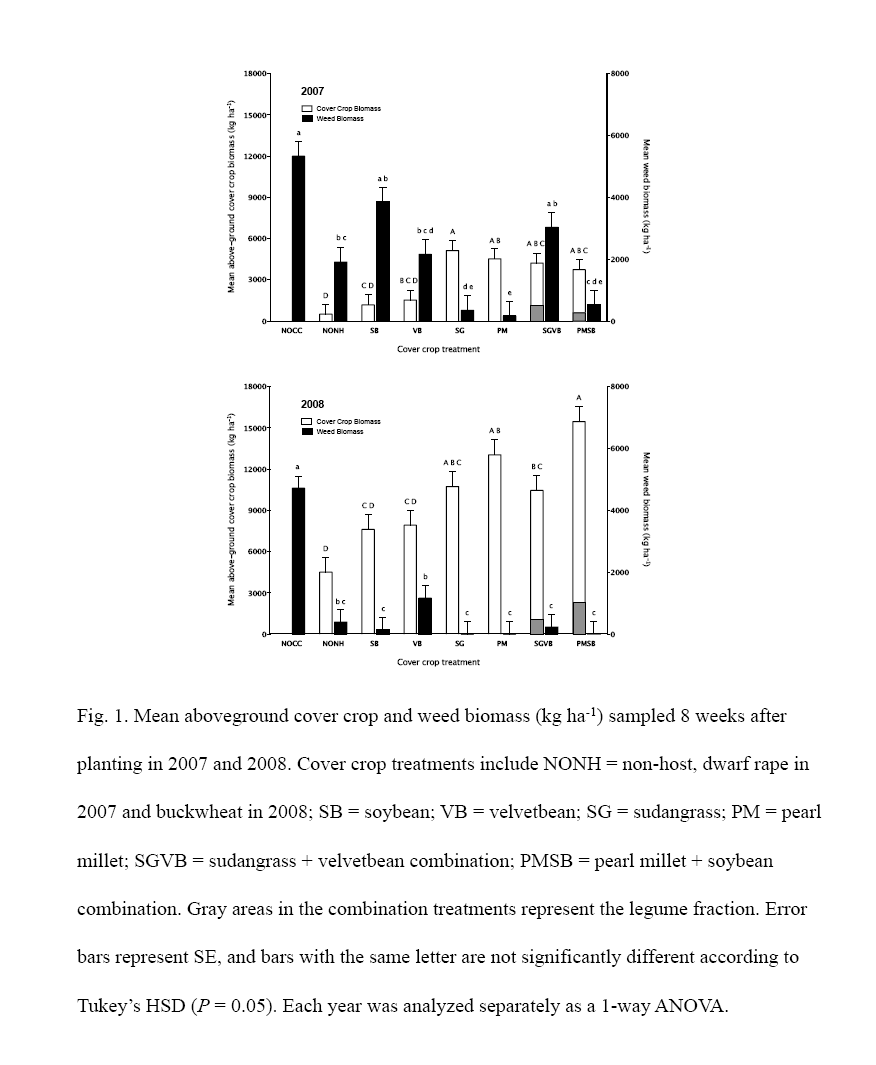 18000
15000
12000
9000
6000
3000
0
Mean above-ground cover crop biomass (kg ha-1)
2007
Cover Crop Biomass
Weed Biomass
a
D
b c
C D
a b
B C D
b c d
A
d e
A B
e
A B C
a b
A B C
c d e
8000
6000
4000
2000
0
Mean weed biomass (kg ha-1)
NOCC NONH SB VB SG PM SGVB PMSB
Cover crop treatment
18000
15000
12000
9000
6000
3000
0
Mean above-ground cover crop biomass (kg ha-1)
2008
Cover Crop Biomass
Weed Biomass
a
D
b c
C D
c
C D
b
A B C
c
A B
c
B C
c
A
c
8000
6000
4000
2000
0
Mean weed biomass (kg ha-1)
NOCC NONH SB VB SG PM SGVB PMSB
Cover crop treatment
Fig. 1. Mean aboveground cover crop and weed biomass (kg ha-1) sampled 8 weeks after
planting in 2007 and 2008. Cover crop treatments include NONH = non-host, dwarf rape in
2007 and buckwheat in 2008; SB = soybean; VB = velvetbean; SG = sudangrass; PM = pearl
millet; SGVB = sudangrass + velvetbean combination; PMSB = pearl millet + soybean
combination. Gray areas in the combination treatments represent the legume fraction. Error
bars represent SE, and bars with the same letter are not significantly different according to
Tukey’s HSD (P = 0.05). Each year was analyzed separately as a 1-way ANOVA.